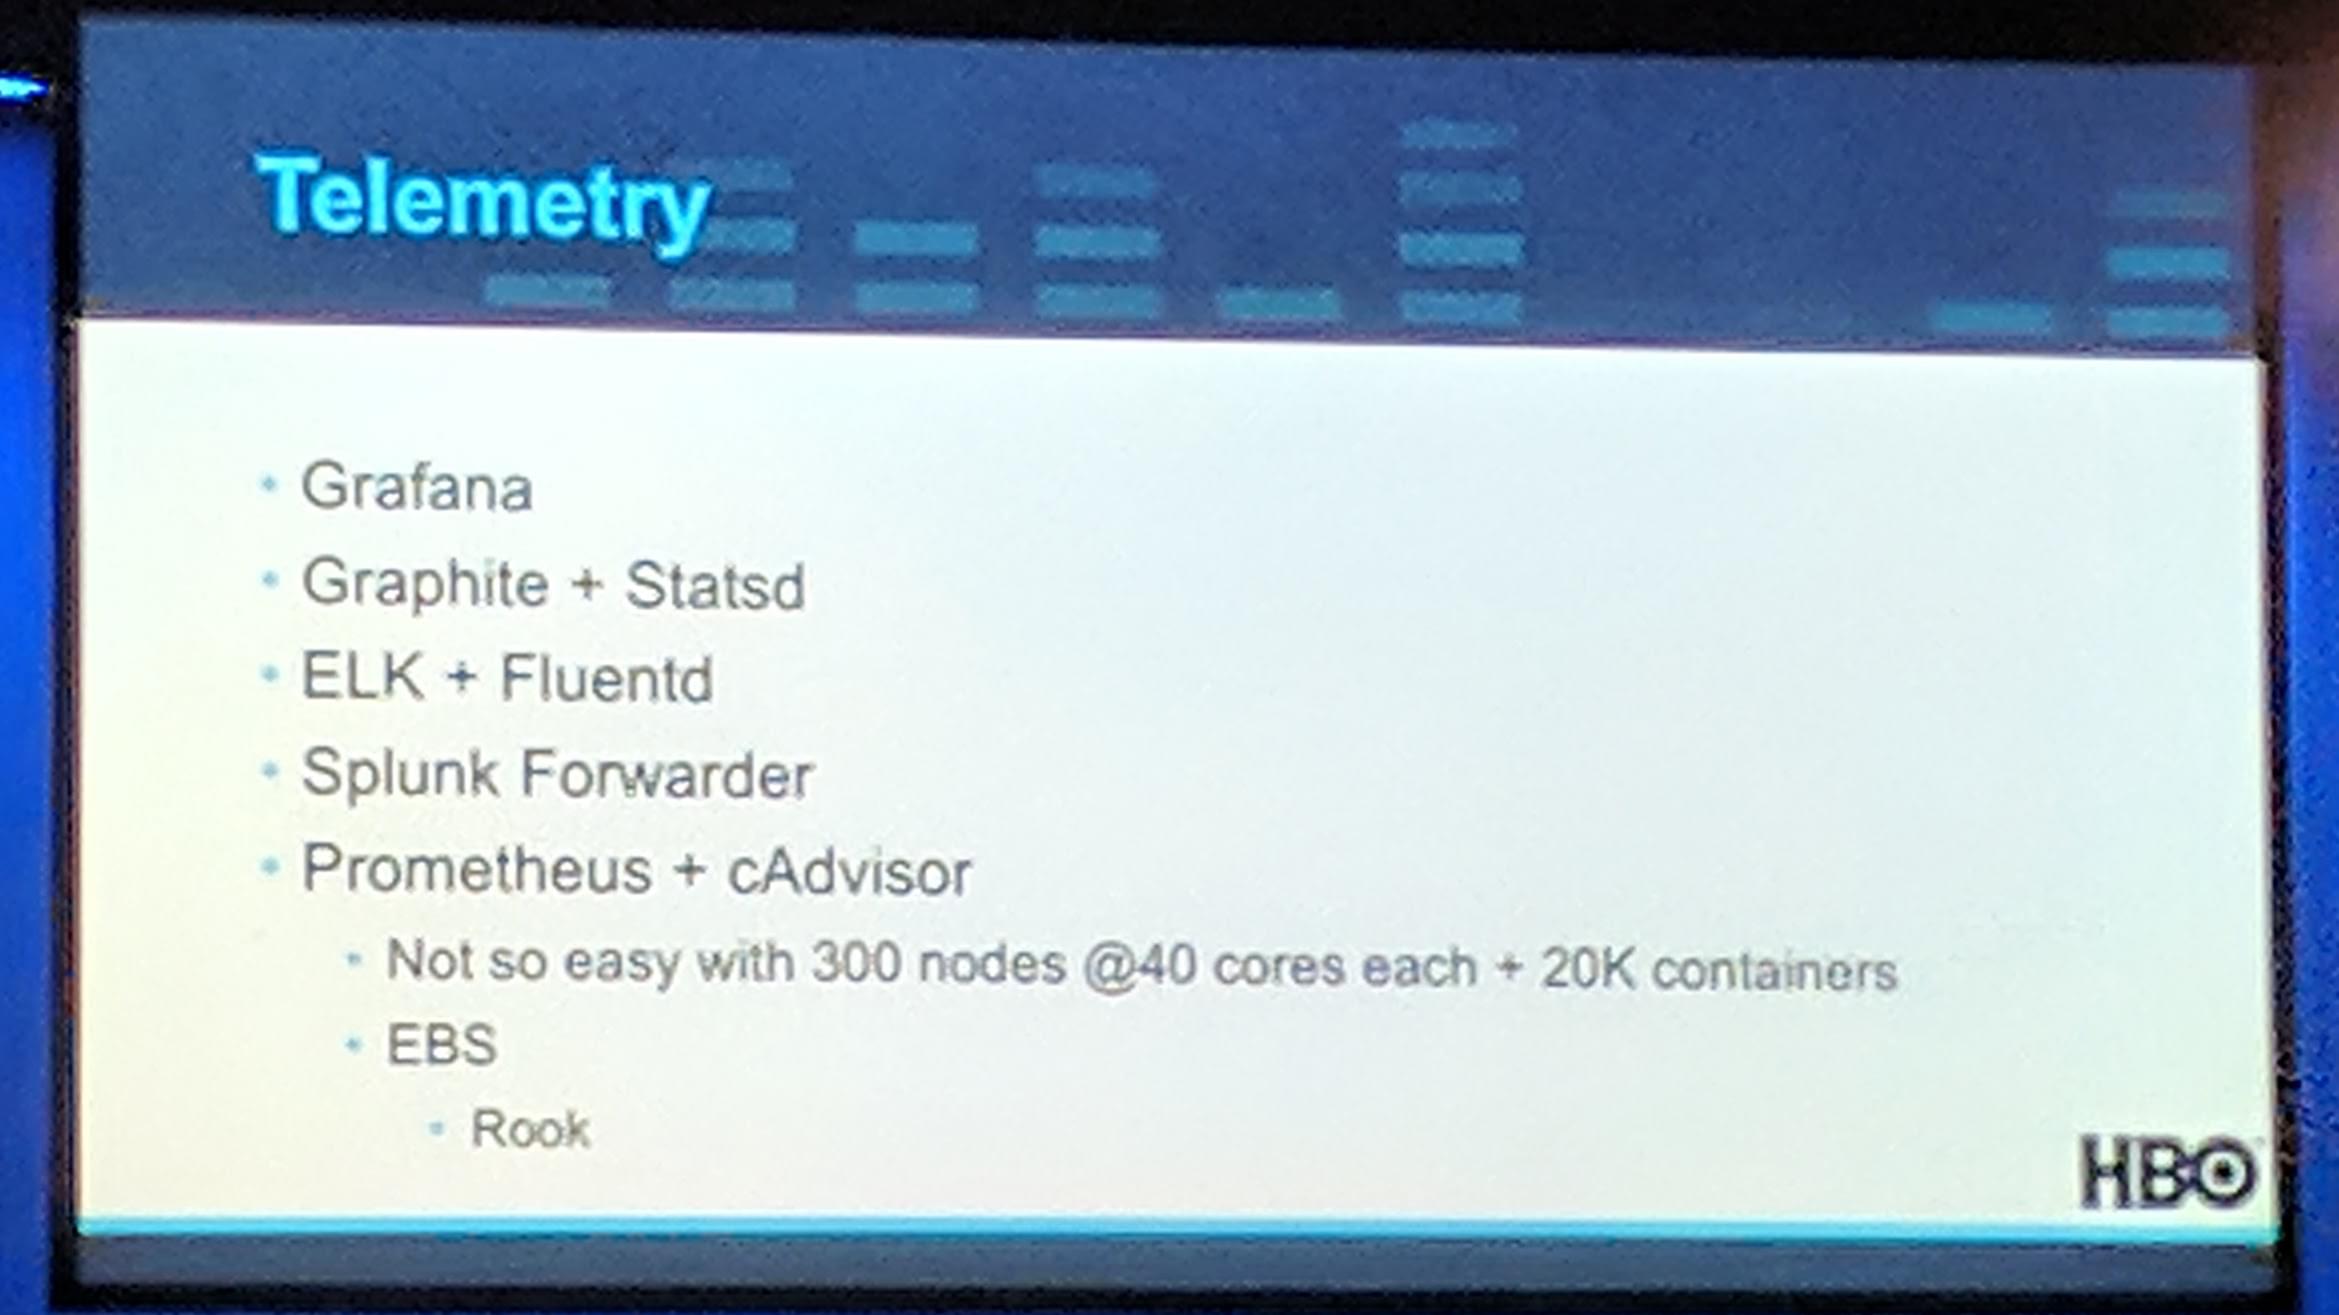 Telemetry
Grafana
Graphite + Statsd
ELK + Fluentd
Splunk Forwarder
Prometheus + cAdvisor
Not so easy with 300 nodes @40 cores each + 20K containers
EBS
Rook
HBO